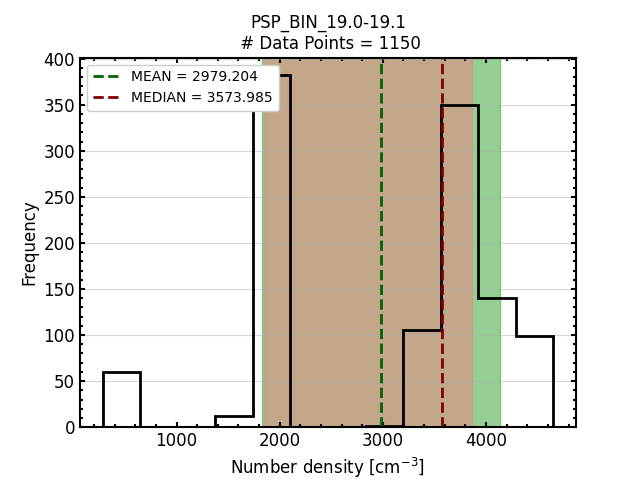 PSP_BIN_19.0-19.1
# Data Points = 1150
MEAN = 2979.204
MEDIAN = 3573.985
400
350
300
250
200
150
100
50
0
Frequency
1000 2000 3000 4000
Number density [cm⁻³]